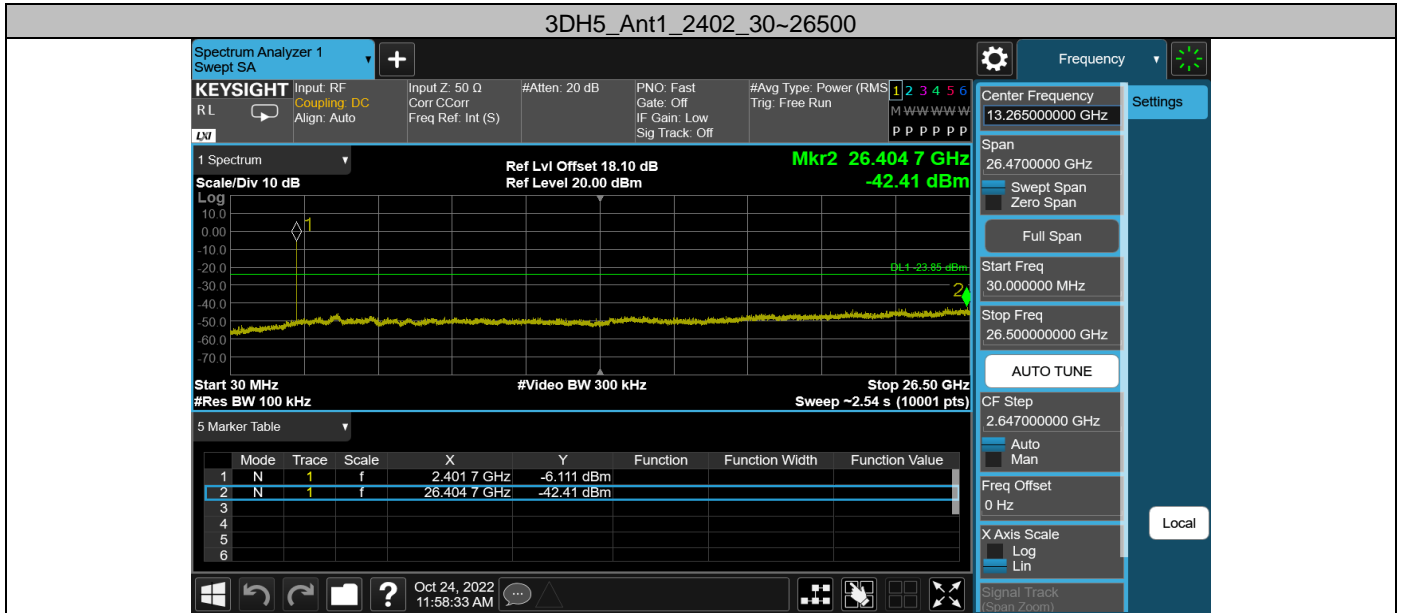 3DH5_Ant1_2402_30~26500
Spectrum Analyzer 1
Swept SA
+
Frequency
KEYSIGHT
RL
LXI
Input: RF
Coupling: DC
Align: Auto
Input Z: 50 Ω
Corr CCorr
Freq Ref: Int (S)
#Atten: 20 dB
PNO: Fast
Gate: Off
IF Gain: Low
Sig Track: Off
#Avg Type: Power (RMS
Trig: Free Run
1 2 3 4 5 6
M W W W W W
P P P P P P
1 Spectrum
Scale/Div 10 dB
Ref Lvl Offset 18.10 dB
Ref Level 20.00 dBm
Mkr2 26.404 7 GHz
-42.41 dBm
Log
10.0
0.00
-10.0
-20.0
-30.0
-40.0
-50.0
-60.0
-70.0
1
DL1 -23.85 dBm
2
Start 30 MHz
#Video BW 300 kHz
Stop 26.50 GHz
#Res BW 100 kHz
Sweep ~2.54 s (10001 pts)
5 Marker Table
Mode Trace Scale X Y Function Function Width Function Value
1 N 1 f 2.401 7 GHz -6.111 dBm
2 N 1 f 26.404 7 GHz -42.41 dBm
3
4
5
6
?
Oct 24, 2022
11:58:33 AM
Center Frequency
13.265000000 GHz
Settings
Span
26.4700000 GHz
Swept Span
Zero Span
Full Span
Start Freq
30.000000 MHz
Stop Freq
26.500000000 GHz
AUTO TUNE
CF Step
2.647000000 GHz
Auto
Man
Freq Offset
0 Hz
Local
X Axis Scale
Log
Lin
Signal Track
(Span Zoom)